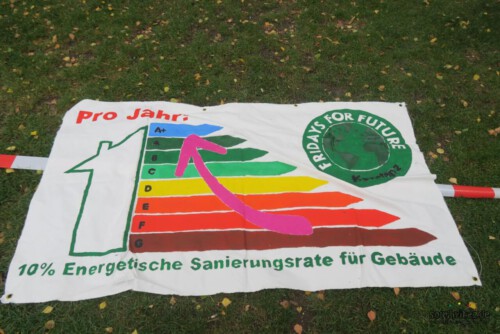 Pro Jahr:
FRIDAYS FOR FUTURE
A+
A
B
C
D
E
F
G
10% Energetische Sanierungsrate für Gebäude